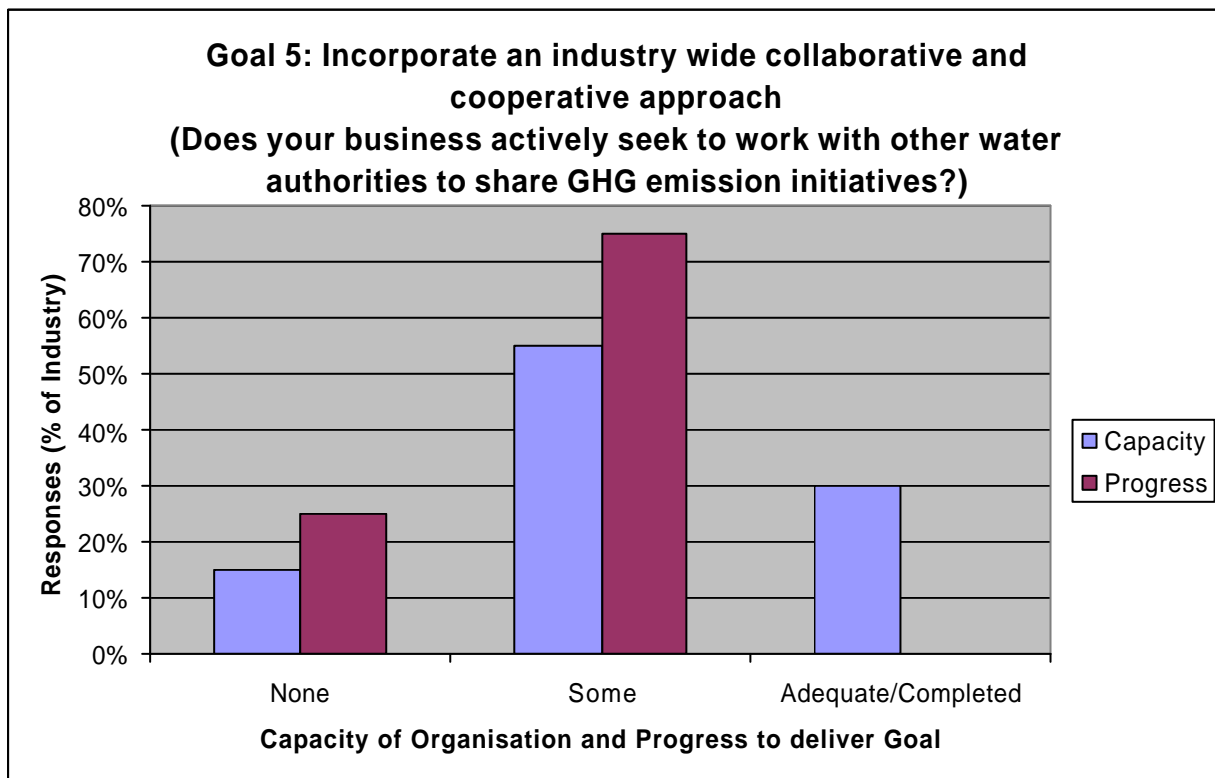 Goal 5: Incorporate an industry wide collaborative and
cooperative approach
(Does your business actively seek to work with other water
authorities to share GHG emission initiatives?)
80%
70%
60%
50%
40%
30%
20%
10%
0%
Responses (% of Industry)
None
Some
Adequate/Completed
Capacity of Organisation and Progress to deliver Goal
Capacity
Progress